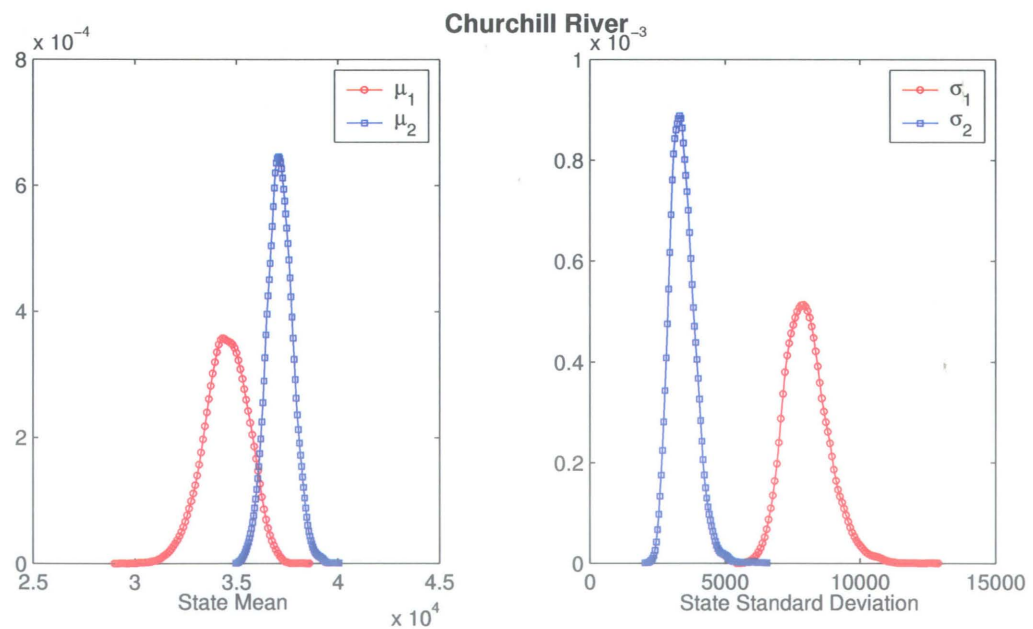 Churchill River
x 10⁻⁴
8
6
4
2
0
2.5
3
3.5
4
4.5
State Mean
x 10⁴
μ₁
μ₂
x 10⁻³
1
0.8
0.6
0.4
0.2
0
0
5000
10000
15000
State Standard Deviation
σ₁
σ₂